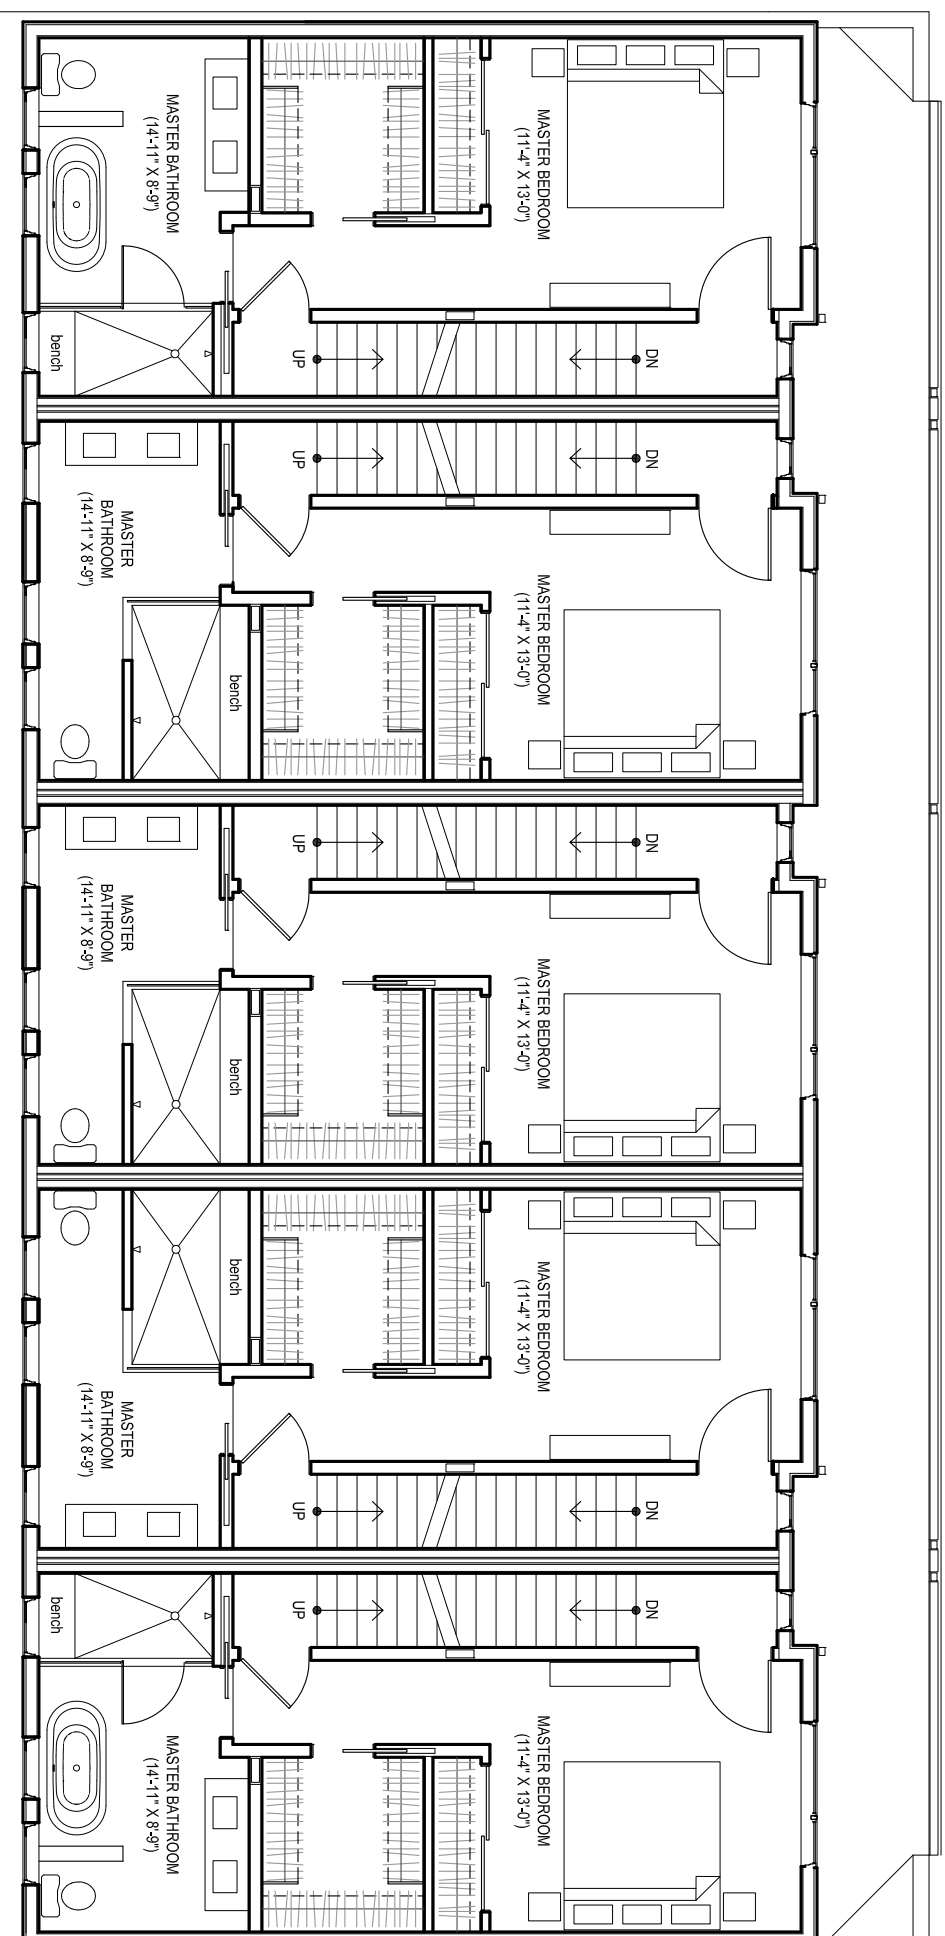 MASTER BEDROOM
(11'-4" X 13'-0")
MASTER BATHROOM
(14'-11" X 8'-9")
DN
UP
bench
DN
UP
MASTER
BATHROOM
(14'-11" X 8'-9")
MASTER BEDROOM
(11'-4" X 13'-0")
bench
DN
UP
MASTER
BATHROOM
(14'-11" X 8'-9")
MASTER BEDROOM
(11'-4" X 13'-0")
bench
bench
MASTER BEDROOM
(11'-4" X 13'-0")
MASTER
BATHROOM
(14'-11" X 8'-9")
DN
UP
DN
UP
bench
MASTER BEDROOM
(11'-4" X 13'-0")
MASTER BATHROOM
(14'-11" X 8'-9")